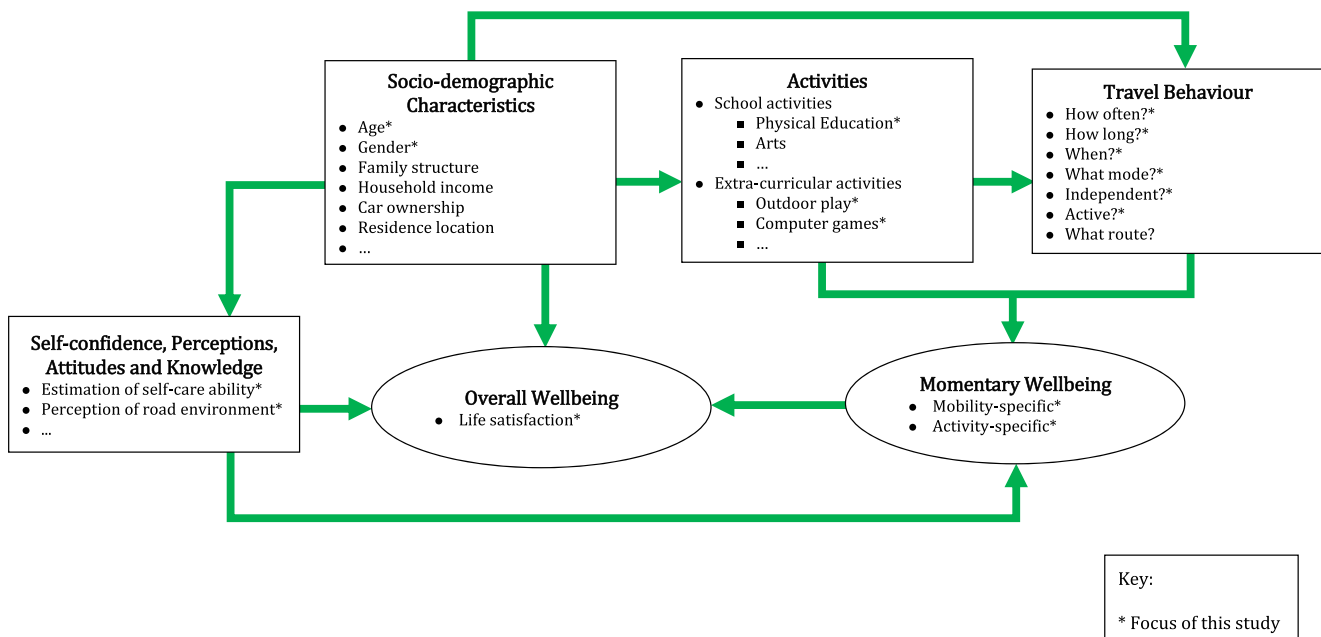 Socio-demographic
Characteristics
● Age*
● Gender*
● Family structure
● Household income
● Car ownership
● Residence location
● ...
Activities
● School activities
■ Physical Education*
■ Arts
■ ...
● Extra-curricular activities
■ Outdoor play*
■ Computer games*
■ ...
Travel Behaviour
● How often?*
● How long?*
● When?*
● What mode?*
● Independent?*
● Active?*
● What route?
Self-confidence, Perceptions,
Attitudes and Knowledge
● Estimation of self-care ability*
● Perception of road environment*
● ...
Overall Wellbeing
● Life satisfaction*
Momentary Wellbeing
● Mobility-specific*
● Activity-specific*
Key:
* Focus of this study